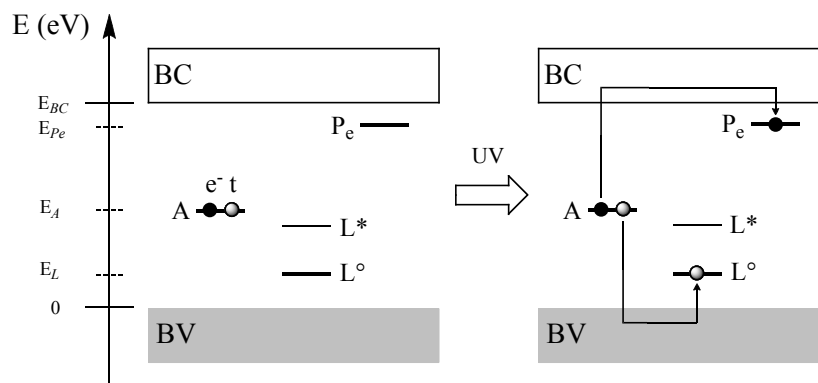 E (eV)
E_BC
E_Pe
E_A
E_L
0
BC
P_e
e⁻ t
A
L*
L°
BV
UV
BC
P_e
A
L*
L°
BV